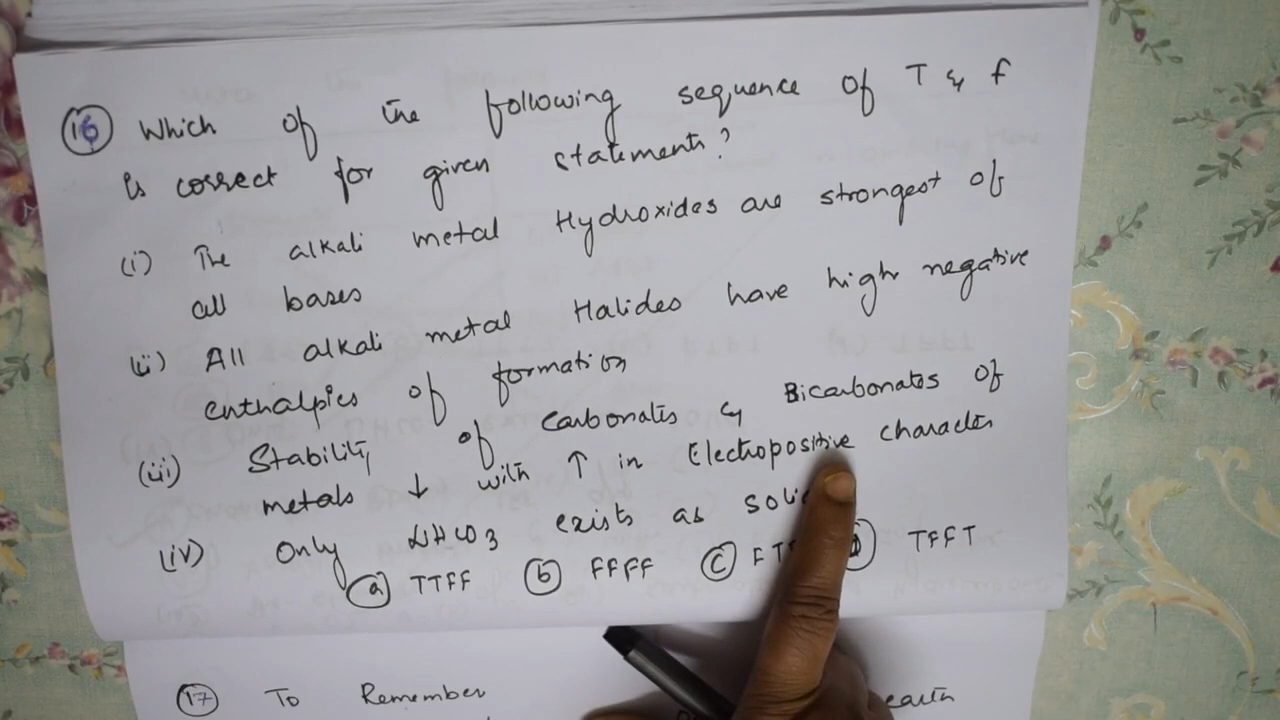 16 Which of the following sequence of T & f
is correct for given statements?
(i) The alkali metal Hydroxides are strongest of
all bases
(ii) All alkali metal Halides have high negative
enthalpies of formation
(iii) Stability of carbonates & Bicarbonates of
metals ↓ with ↑ in Electropositive character
(iv) Only LiHCO3 exists as
a TTFF b FFFF c d TFFT
17 To Remember earth